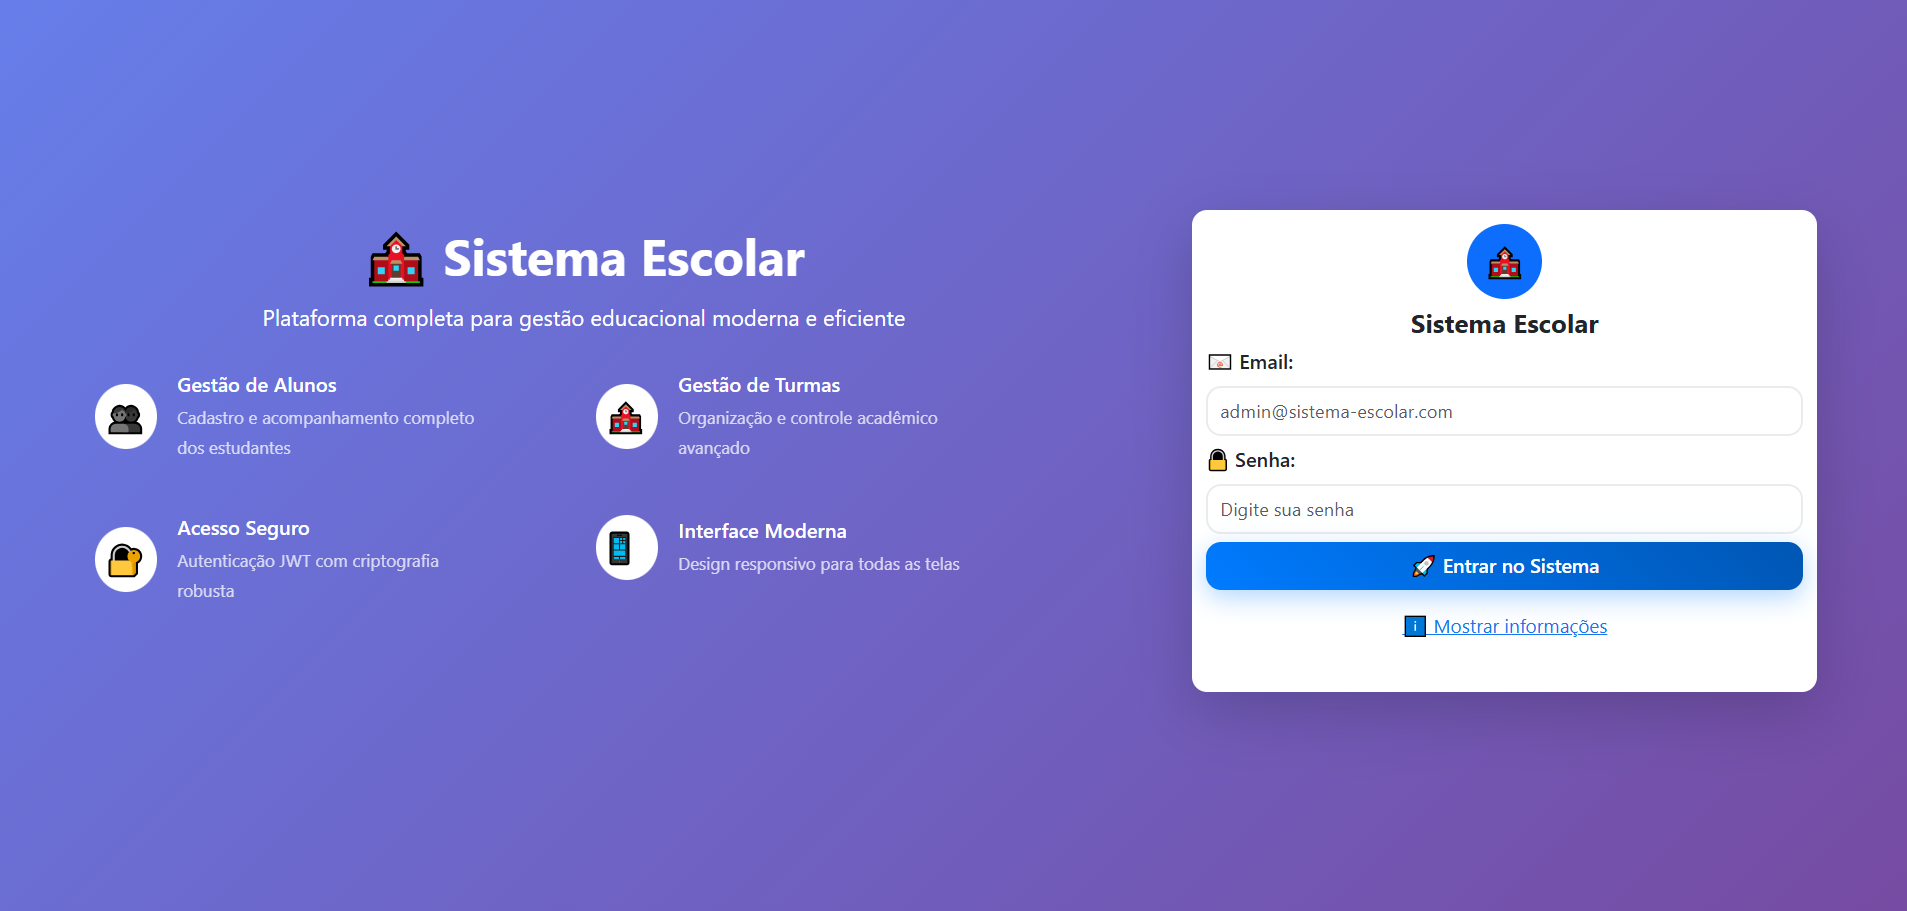 Sistema Escolar
Plataforma completa para gestão educacional moderna e eficiente
Gestão de Alunos
Cadastro e acompanhamento completo
dos estudantes
Gestão de Turmas
Organização e controle acadêmico
avançado
Acesso Seguro
Autenticação JWT com criptografia
robusta
Interface Moderna
Design responsivo para todas as telas
Sistema Escolar
Email:
admin@sistema-escolar.com
Senha:
Digite sua senha
Entrar no Sistema
Mostrar informações